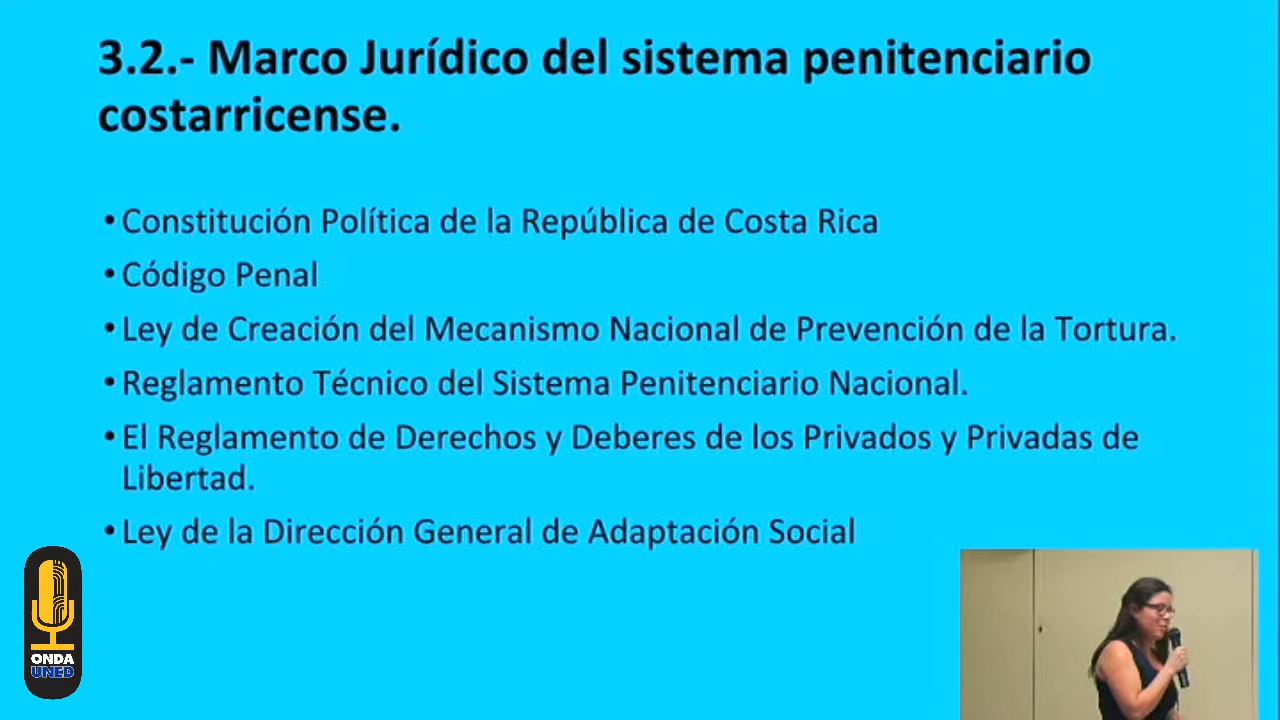 3.2.- Marco Jurídico del sistema penitenciario
costarricense.
• Constitución Política de la República de Costa Rica
• Código Penal
• Ley de Creación del Mecanismo Nacional de Prevención de la Tortura.
• Reglamento Técnico del Sistema Penitenciario Nacional.
• El Reglamento de Derechos y Deberes de los Privados y Privadas de
Libertad.
• Ley de la Dirección General de Adaptación Social
UNED
ONDA
UNED